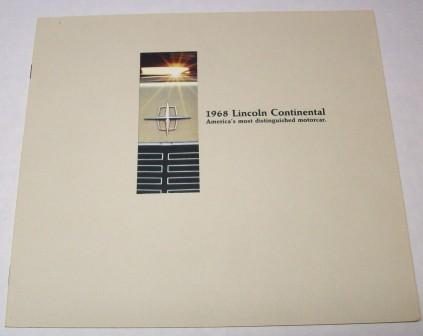 1968 Lincoln Continental
America's most distinguished motorcar.